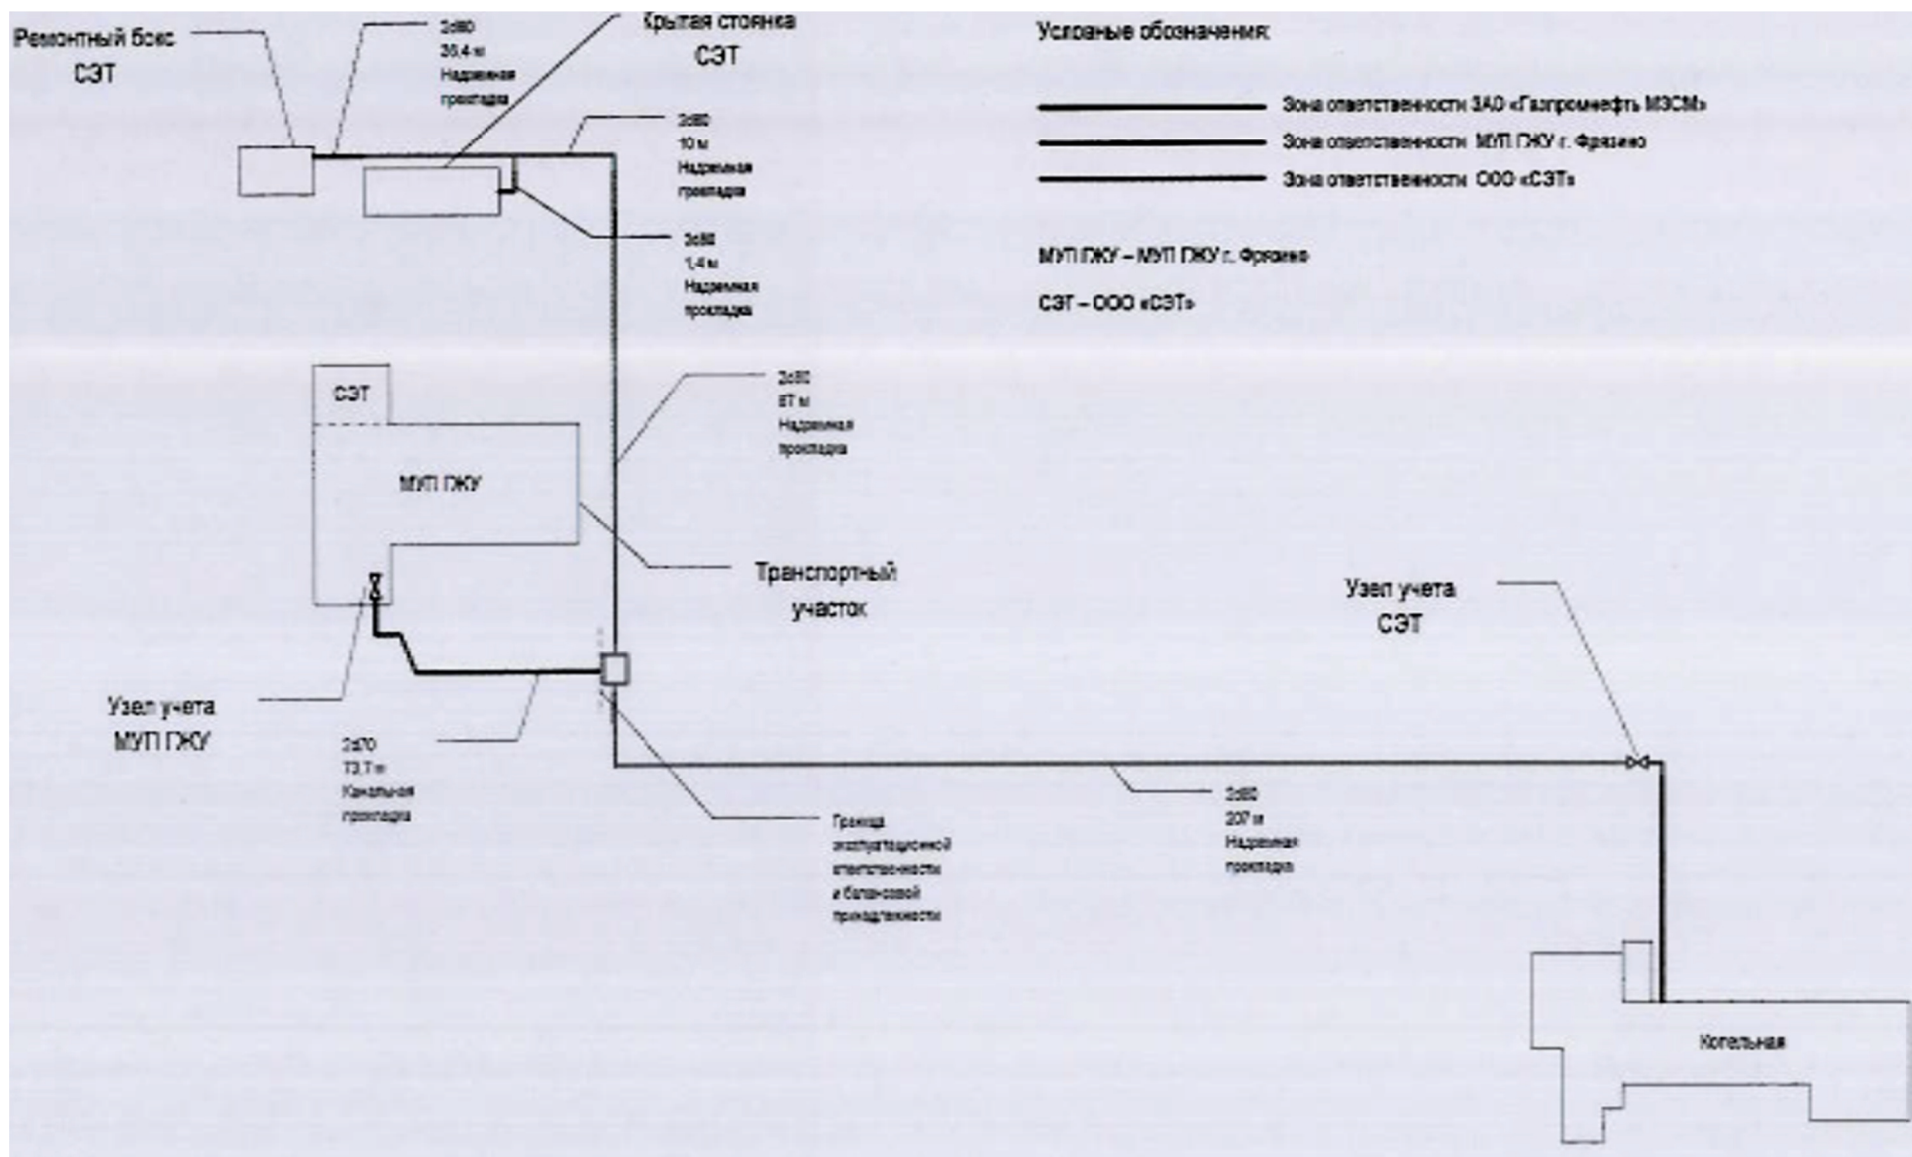 Ремонтный бокс
СЭТ
2d80
36,4 м
Надземная
прокладка
Крытая стоянка
СЭТ
2d80
10 м
Надземная
прокладка
1,4 м
Надземная
прокладка
Условные обозначения:
Зона ответственности ЗАО «Газпромнефть МЗСМ»
Зона ответственности МУП ГЖУ г. Фрязино
Зона ответственности ООО «СЭТ»
МУП ГЖУ – МУП ГЖУ г. Фрязино
СЭТ – ООО «СЭТ»
СЭТ
МУП ГЖУ
2d80
67 м
Надземная
прокладка
Транспортный
участок
Узел учета
СЭТ
Узел учета
МУП ГЖУ
2d70
73,7 м
Канальная
прокладка
Граница
эксплуатационной
ответственности
и балансовой
принадлежности
2d80
207 м
Надземная
прокладка
Котельная